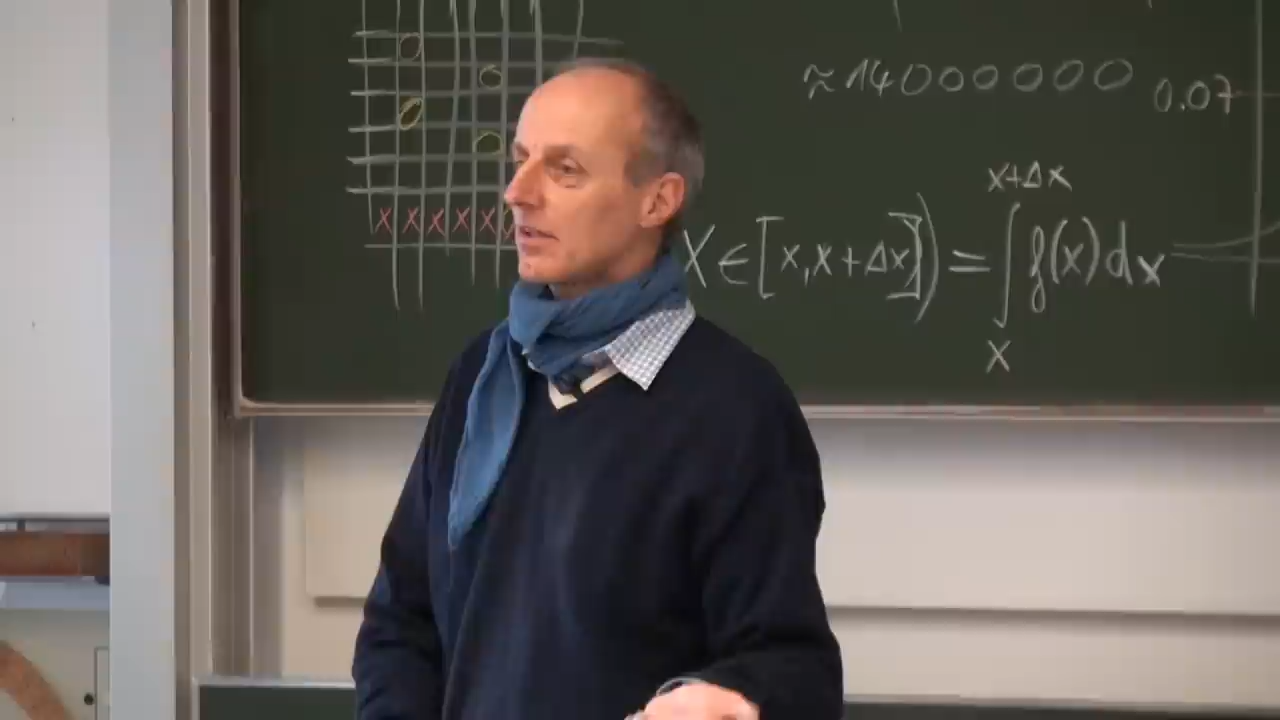 ≈14000000
0.07
x+Δx
X∈[x,x+Δx])=∫f(x)dx
x
X X X X X X